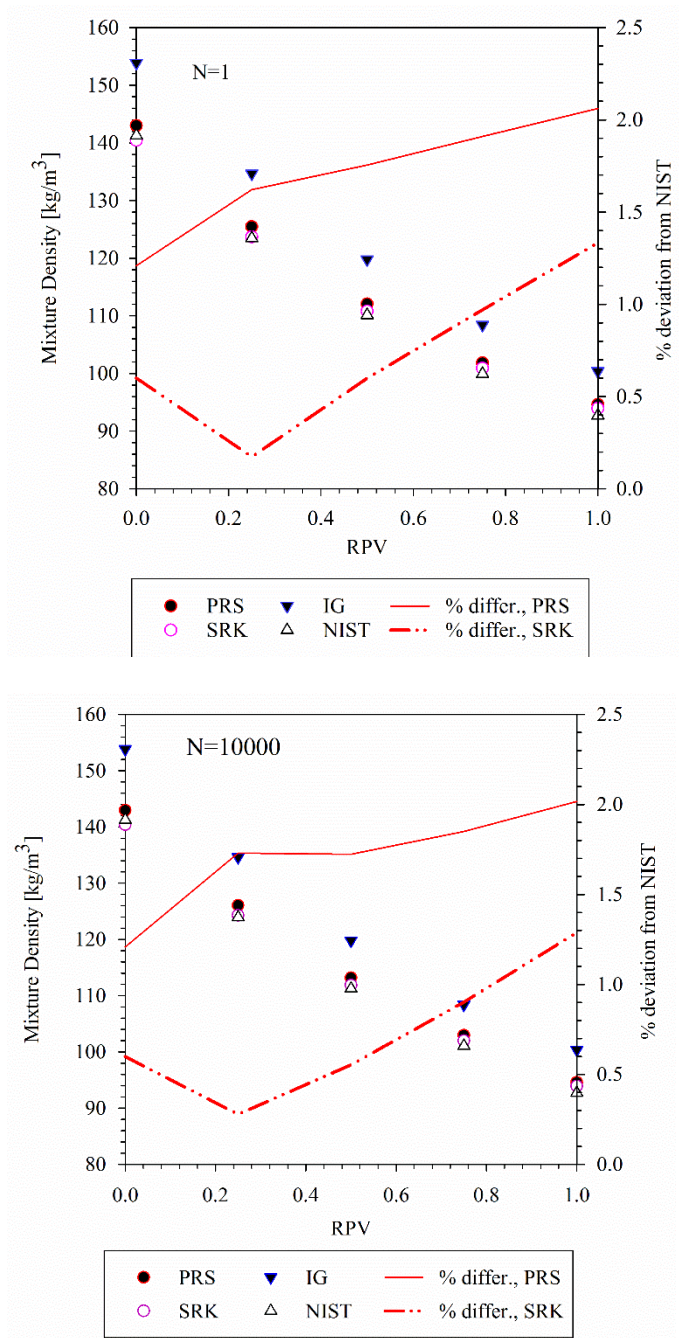 160
150
140
130
120
110
100
90
80
Mixture Density [kg/m³]
N=1
2.5
2.0
1.5
1.0
0.5
0.0
% deviation from NIST
0.0 0.2 0.4 0.6 0.8 1.0
RPV
PRS IG % differ., PRS
SRK NIST % differ., SRK
160
150
140
130
120
110
100
90
80
Mixture Density [kg/m³]
N=10000
2.5
2.0
1.5
1.0
0.5
0.0
% deviation from NIST
0.0 0.2 0.4 0.6 0.8 1.0
RPV
PRS IG % differ., PRS
SRK NIST % differ., SRK